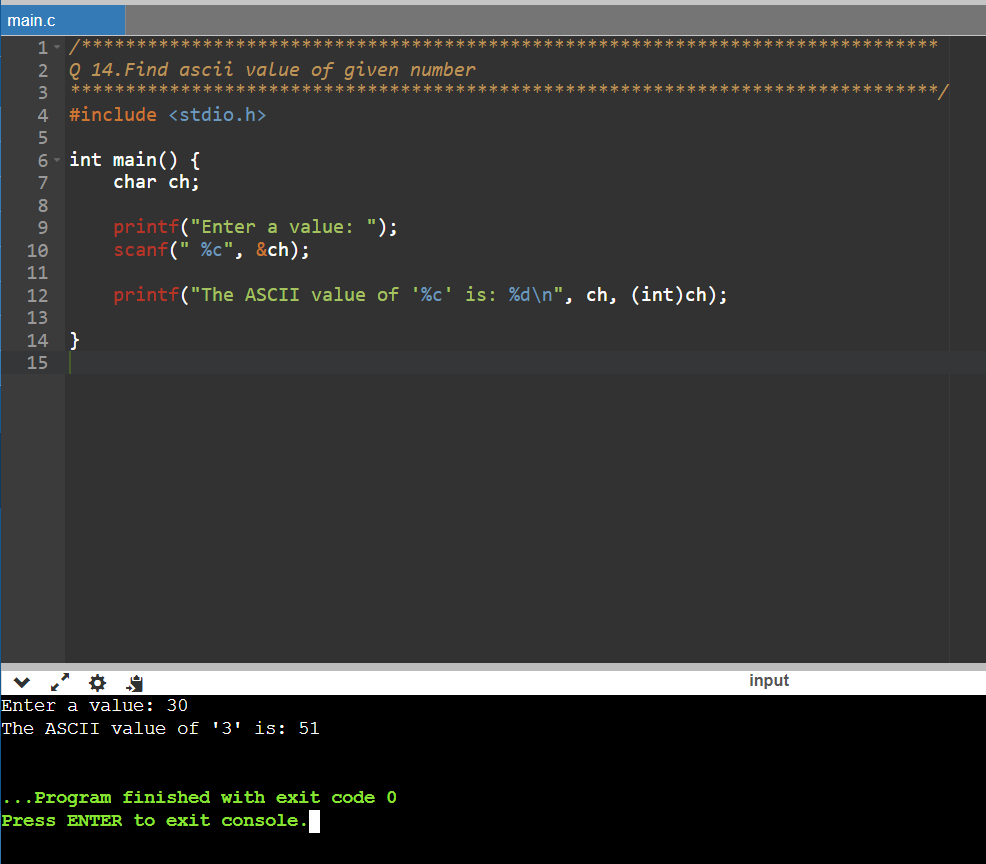 main.c
1 /******************************************************************************
2 Q 14.Find ascii value of given number
3 *******************************************************************************/
4 #include <stdio.h>
5
6 int main() {
7     char ch;
8
9     printf("Enter a value: ");
10     scanf(" %c", &ch);
11
12     printf("The ASCII value of '%c' is: %d\n", ch, (int)ch);
13
14 }
15
input
Enter a value: 30
The ASCII value of '3' is: 51
...Program finished with exit code 0
Press ENTER to exit console.